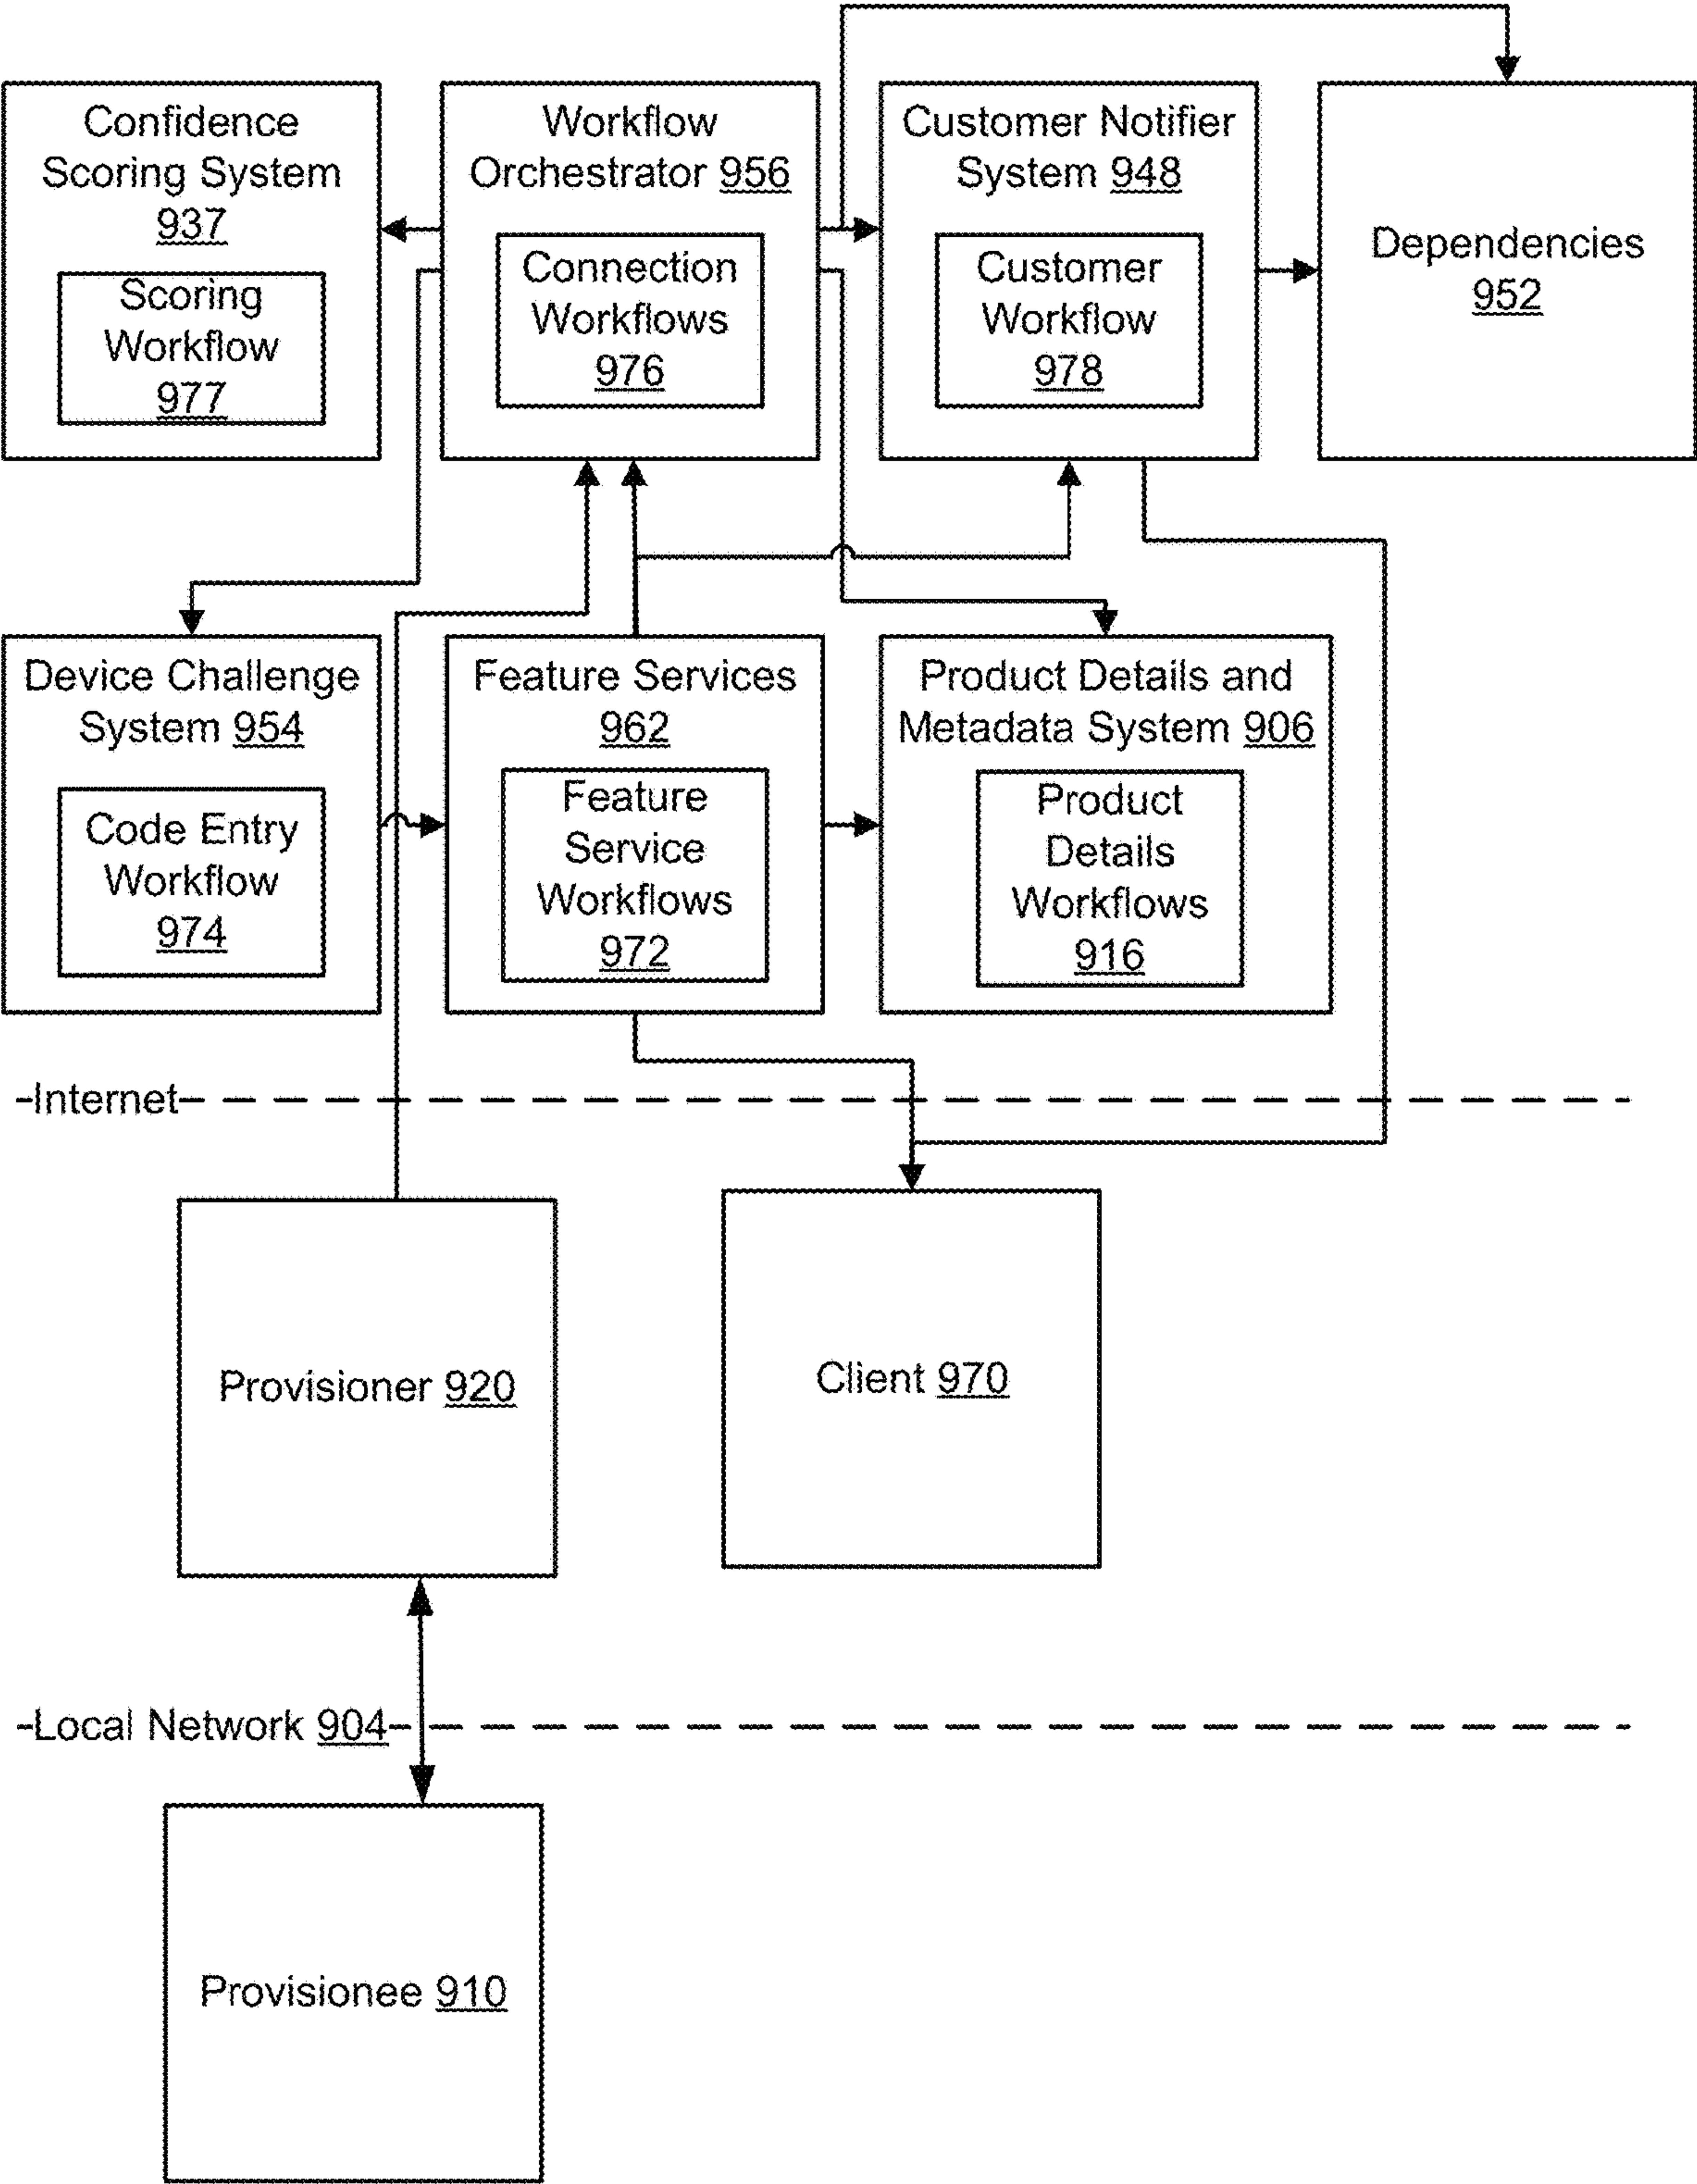 Confidence
Scoring System
937
Scoring
Workflow
977
Workflow
Orchestrator 956
Connection
Workflows
976
Customer Notifier
System 948
Customer
Workflow
978
Dependencies
952
Device Challenge
System 954
Code Entry
Workflow
974
Feature Services
962
Feature
Service
Workflows
972
Product Details and
Metadata System 906
Product
Details
Workflows
916
Internet
Provisioner 920
Client 970
Local Network 904
Provisionee 910